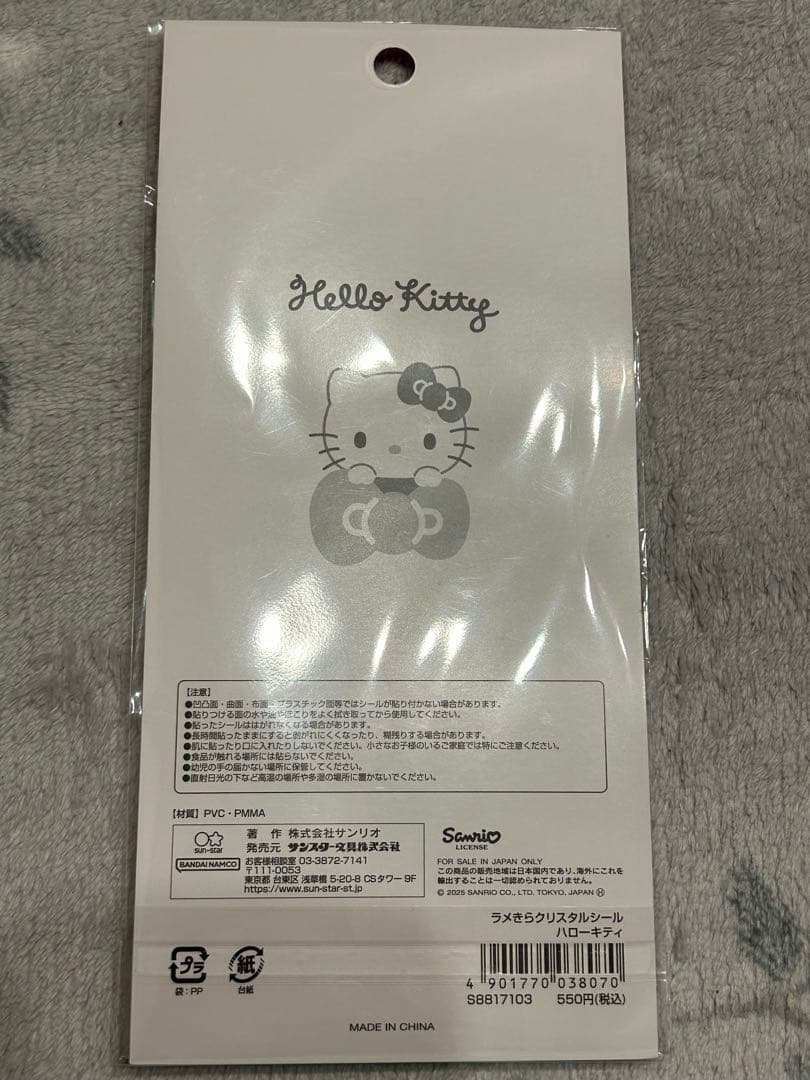 Hello Kitty
【注意】
●凹凸面・曲面・布面・プラスチック面等ではシールが貼り付かない場合があります。
●貼りつける面の水や油やほこりをよく拭き取ってから使用してください。
●貼ったシールははがれなくなる場合があります。
●長時間貼ったままにすると剥がれにくくなったり、糊残りする場合があります。
●肌に貼ったり口に入れたりしないでください。小さなお子様のいるご家庭では特にご注意ください。
●食品が触れる場所には貼らないでください。
●幼児の手の届かない場所に保管してください。
●直射日光の下など高温の場所や多湿の場所に置かないでください。
【材質】PVC・PMMA
sun-star
BANDAI NAMCO
著 作 株式会社サンリオ
発売元 サンスター文具株式会社
お客様相談室 03-3872-7141
〒111-0053
東京都 台東区 浅草橋 5-20-8 CSタワー 9F
https://www.sun-star-st.jp/
Sanrio
LICENSE
FOR SALE IN JAPAN ONLY
この商品の販売地域は日本国内であり、海外にこれを
輸出することは一切認められておりません。
© 2025 SANRIO CO., LTD. TOKYO, JAPAN Ⓗ
ラメきらクリスタルシール
ハローキティ
プラ
袋：PP
紙
台紙
4 901770 038070
S8817103 550円(税込)
MADE IN CHINA